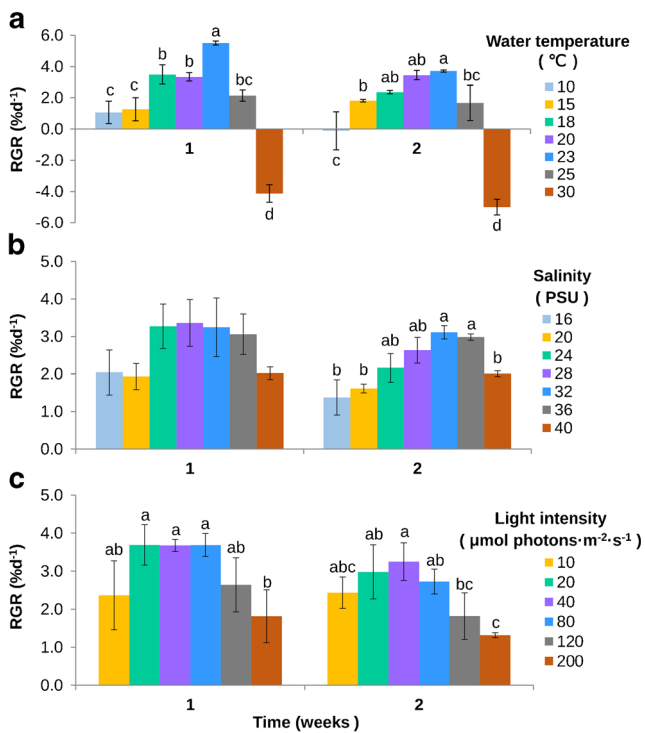 a
6.0
4.0
2.0
0.0
-2.0
-4.0
-6.0
RGR (%d-1)
c c b b a bc d
c b ab ab a bc d
1 2
Water temperature
( ℃ )
10
15
18
20
23
25
30
b
5.0
4.0
3.0
2.0
1.0
0.0
RGR (%d-1)
b b ab ab a a b
1 2
Salinity
( PSU )
16
20
24
28
32
36
40
c
5.0
4.0
3.0
2.0
1.0
0.0
RGR (%d-1)
ab a a a ab b
abc ab a ab bc c
1 2
Time (weeks )
Light intensity
( μmol photons·m-2·s-1 )
10
20
40
80
120
200